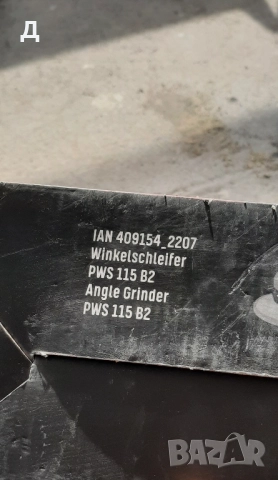 Д
IAN 409154_2207
Winkelschleifer
PWS 115 B2
Angle Grinder
PWS 115 B2
BAZAR